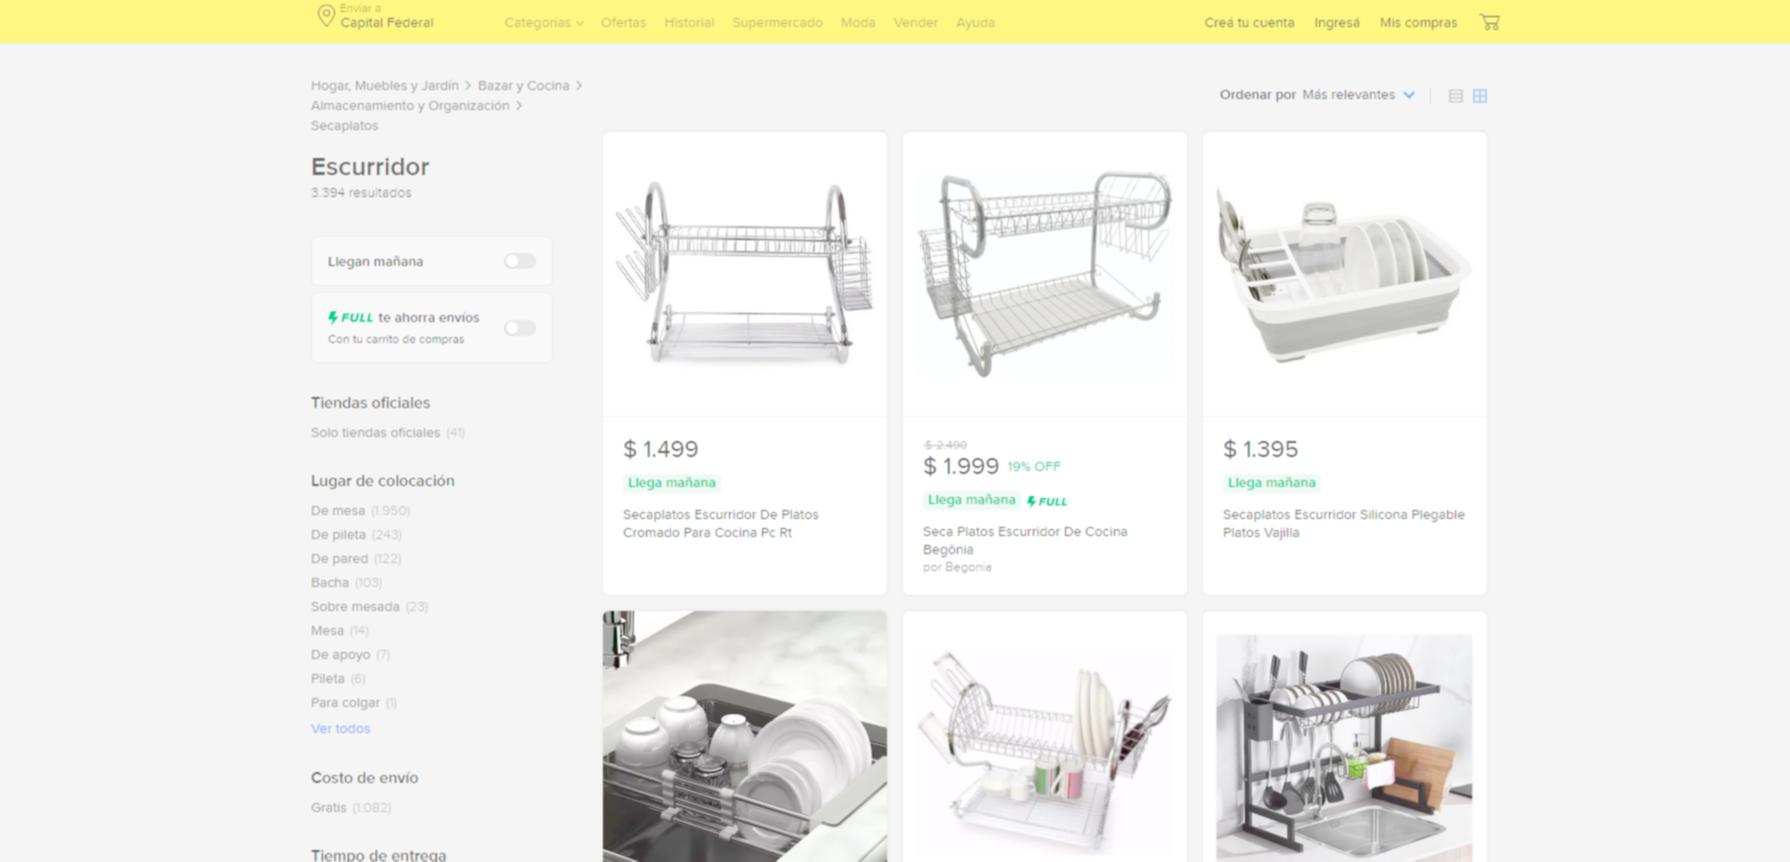 Enviar a
Capital Federal
Categorías
Ofertas
Historial
Supermercado
Moda
Vender
Ayuda
Creá tu cuenta
Ingresá
Mis compras
Hogar, Muebles y Jardín > Bazar y Cocina >
Almacenamiento y Organización >
Secaplatos
Ordenar por Más relevantes
Escurridor
3.394 resultados
Llegan mañana
FULL te ahorra envíos
Con tu carrito de compras
Tiendas oficiales
Solo tiendas oficiales (41)
Lugar de colocación
De mesa (1.950)
De pileta (243)
De pared (122)
Bacha (103)
Sobre mesada (23)
Mesa (14)
De apoyo (7)
Pileta (6)
Para colgar (1)
Ver todos
Costo de envío
Gratis (1.082)
Tiempo de entrega
$ 1.499
Llega mañana
Secaplatos Escurridor De Platos
Cromado Para Cocina Pc Rt
$ 2.490
$ 1.999 19% OFF
Llega mañana FULL
Seca Platos Escurridor De Cocina
Begônia
por Begonia
$ 1.395
Llega mañana
Secaplatos Escurridor Silicona Plegable
Platos Vajilla